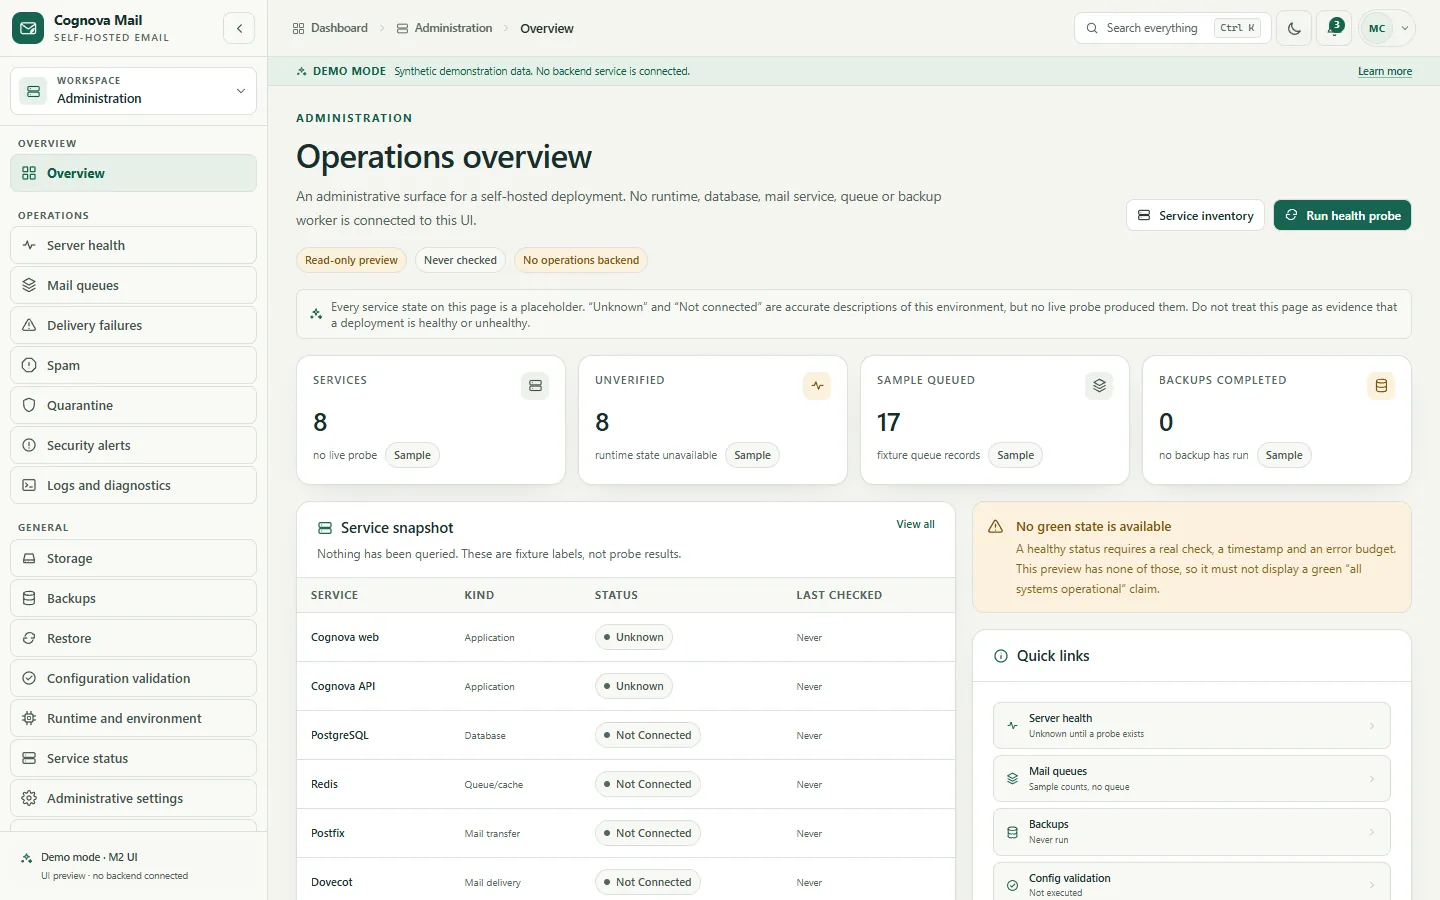 Cognova Mail
SELF-HOSTED EMAIL
WORKSPACE
Administration
OVERVIEW
Overview
OPERATIONS
Server health
Mail queues
Delivery failures
Spam
Quarantine
Security alerts
Logs and diagnostics
GENERAL
Storage
Backups
Restore
Configuration validation
Runtime and environment
Service status
Administrative settings
Demo mode · M2 UI
UI preview · no backend connected
Dashboard
Administration
Overview
Search everything
Ctrl K
3
MC
DEMO MODE Synthetic demonstration data. No backend service is connected.
Learn more
ADMINISTRATION
Operations overview
An administrative surface for a self-hosted deployment. No runtime, database, mail service, queue or backup
worker is connected to this UI.
Service inventory
Run health probe
Read-only preview
Never checked
No operations backend
Every service state on this page is a placeholder. “Unknown” and “Not connected” are accurate descriptions of this environment, but no live probe produced them. Do not treat this page as evidence that
a deployment is healthy or unhealthy.
SERVICES
8
no live probe Sample
UNVERIFIED
8
runtime state unavailable Sample
SAMPLE QUEUED
17
fixture queue records Sample
BACKUPS COMPLETED
0
no backup has run Sample
Service snapshot
View all
Nothing has been queried. These are fixture labels, not probe results.
SERVICE KIND STATUS LAST CHECKED
Cognova web Application Unknown Never
Cognova API Application Unknown Never
PostgreSQL Database Not Connected Never
Redis Queue/cache Not Connected Never
Postfix Mail transfer Not Connected Never
Dovecot Mail delivery Not Connected Never
No green state is available
A healthy status requires a real check, a timestamp and an error budget.
This preview has none of those, so it must not display a green “all
systems operational” claim.
Quick links
Server health
Unknown until a probe exists
Mail queues
Sample counts, no queue
Backups
Never run
Config validation
Not executed